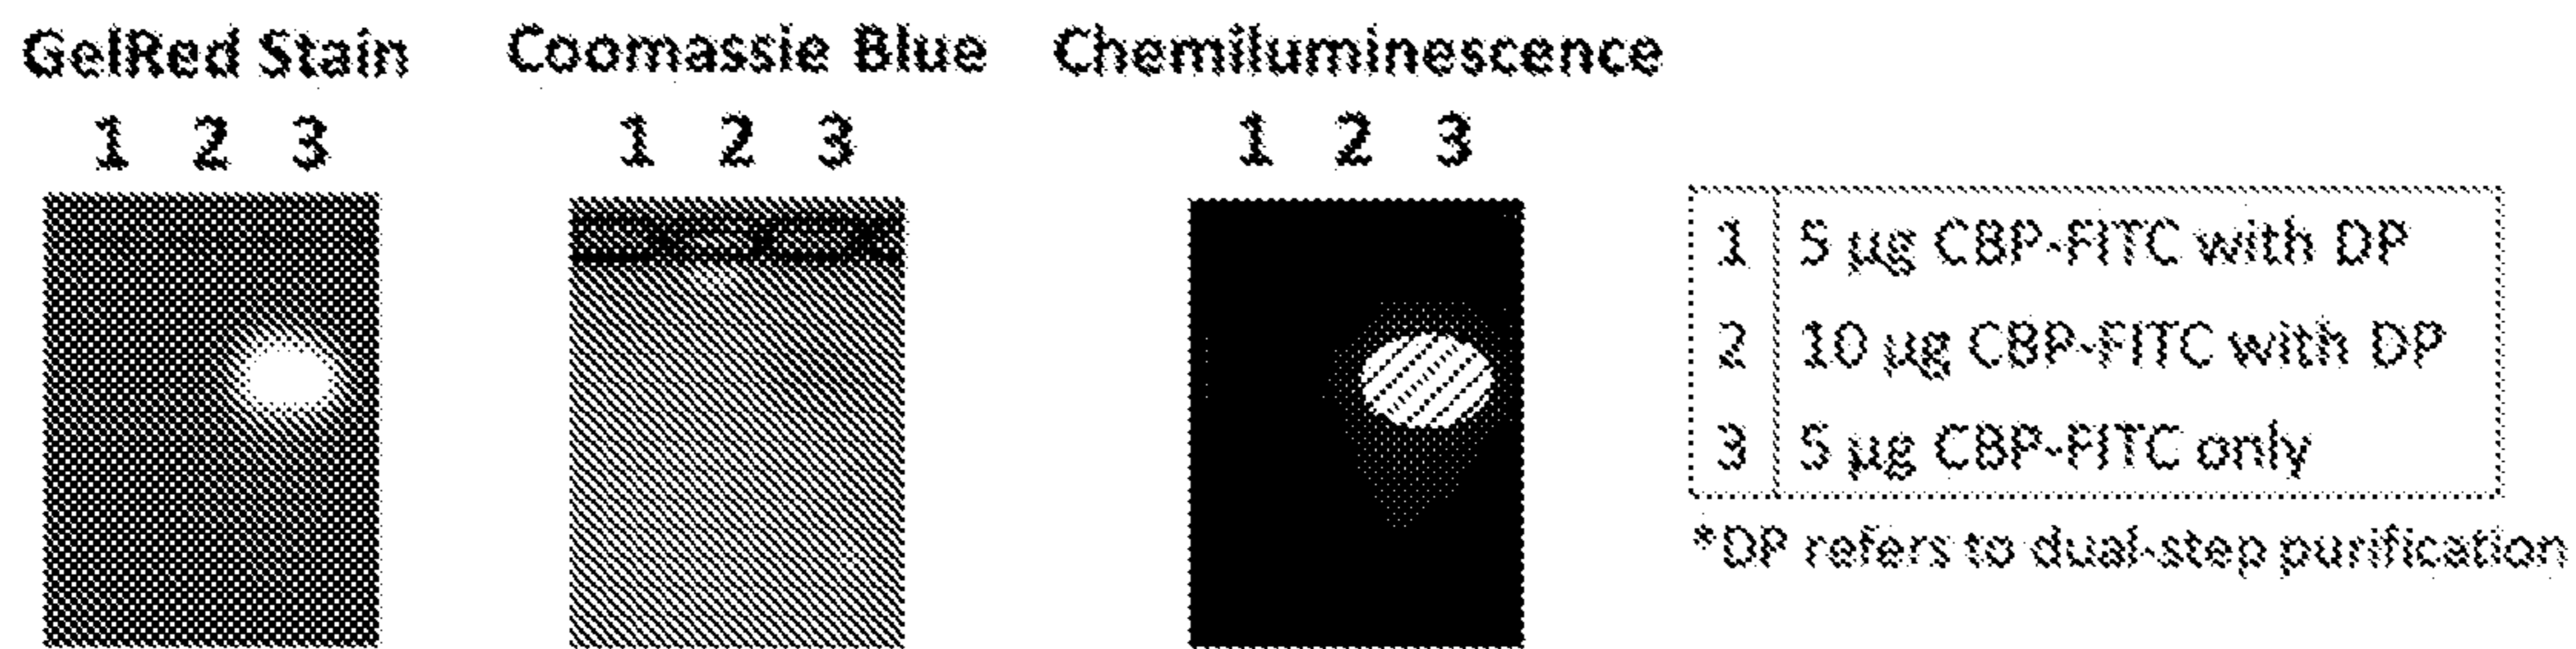 GelRed Stain
1 2 3
Coomassie Blue
1 2 3
Chemiluminescence
1 2 3
1 5 µg CBP-FITC with DP
2 10 µg CBP-FITC with DP
3 5 µg CBP-FITC only
*DP refers to dual-step purification